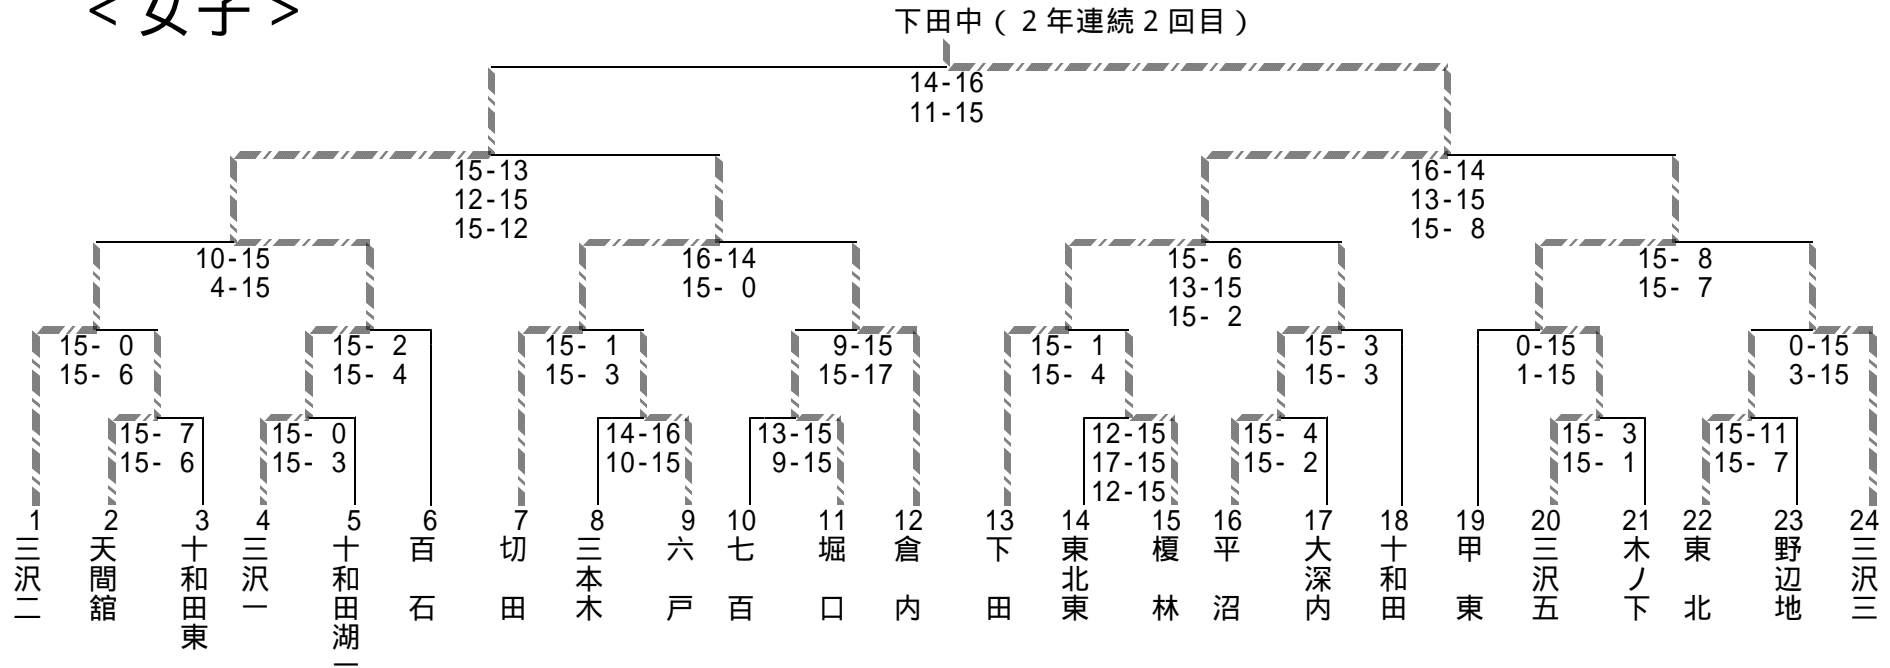 ＜女子＞
下田中（２年連続２回目）
14-16
11-15
15-13
12-15
15-12
16-14
13-15
15- 8
10-15
4-15
16-14
15- 0
15- 6
13-15
15- 2
15- 8
15- 7
15- 0
15- 6
15- 2
15- 4
15- 1
15- 3
9-15
15-17
15- 1
15- 4
15- 3
15- 3
0-15
1-15
0-15
3-15
15- 7
15- 6
15- 0
15- 3
14-16
10-15
13-15
9-15
12-15
17-15
12-15
15- 4
15- 2
15- 3
15- 1
15-11
15- 7
1 三沢二
2 天間舘
3 十和田東
4 三沢一
5 十和田湖一
6 百石
7 切田
8 三本木
9 六戸
10 七百
11 堀口
12 倉内
13 下田
14 東北東
15 榎林
16 平沼
17 大深内
18 十和田
19 甲東
20 三沢五
21 木ノ下
22 東北
23 野辺地
24 三沢三